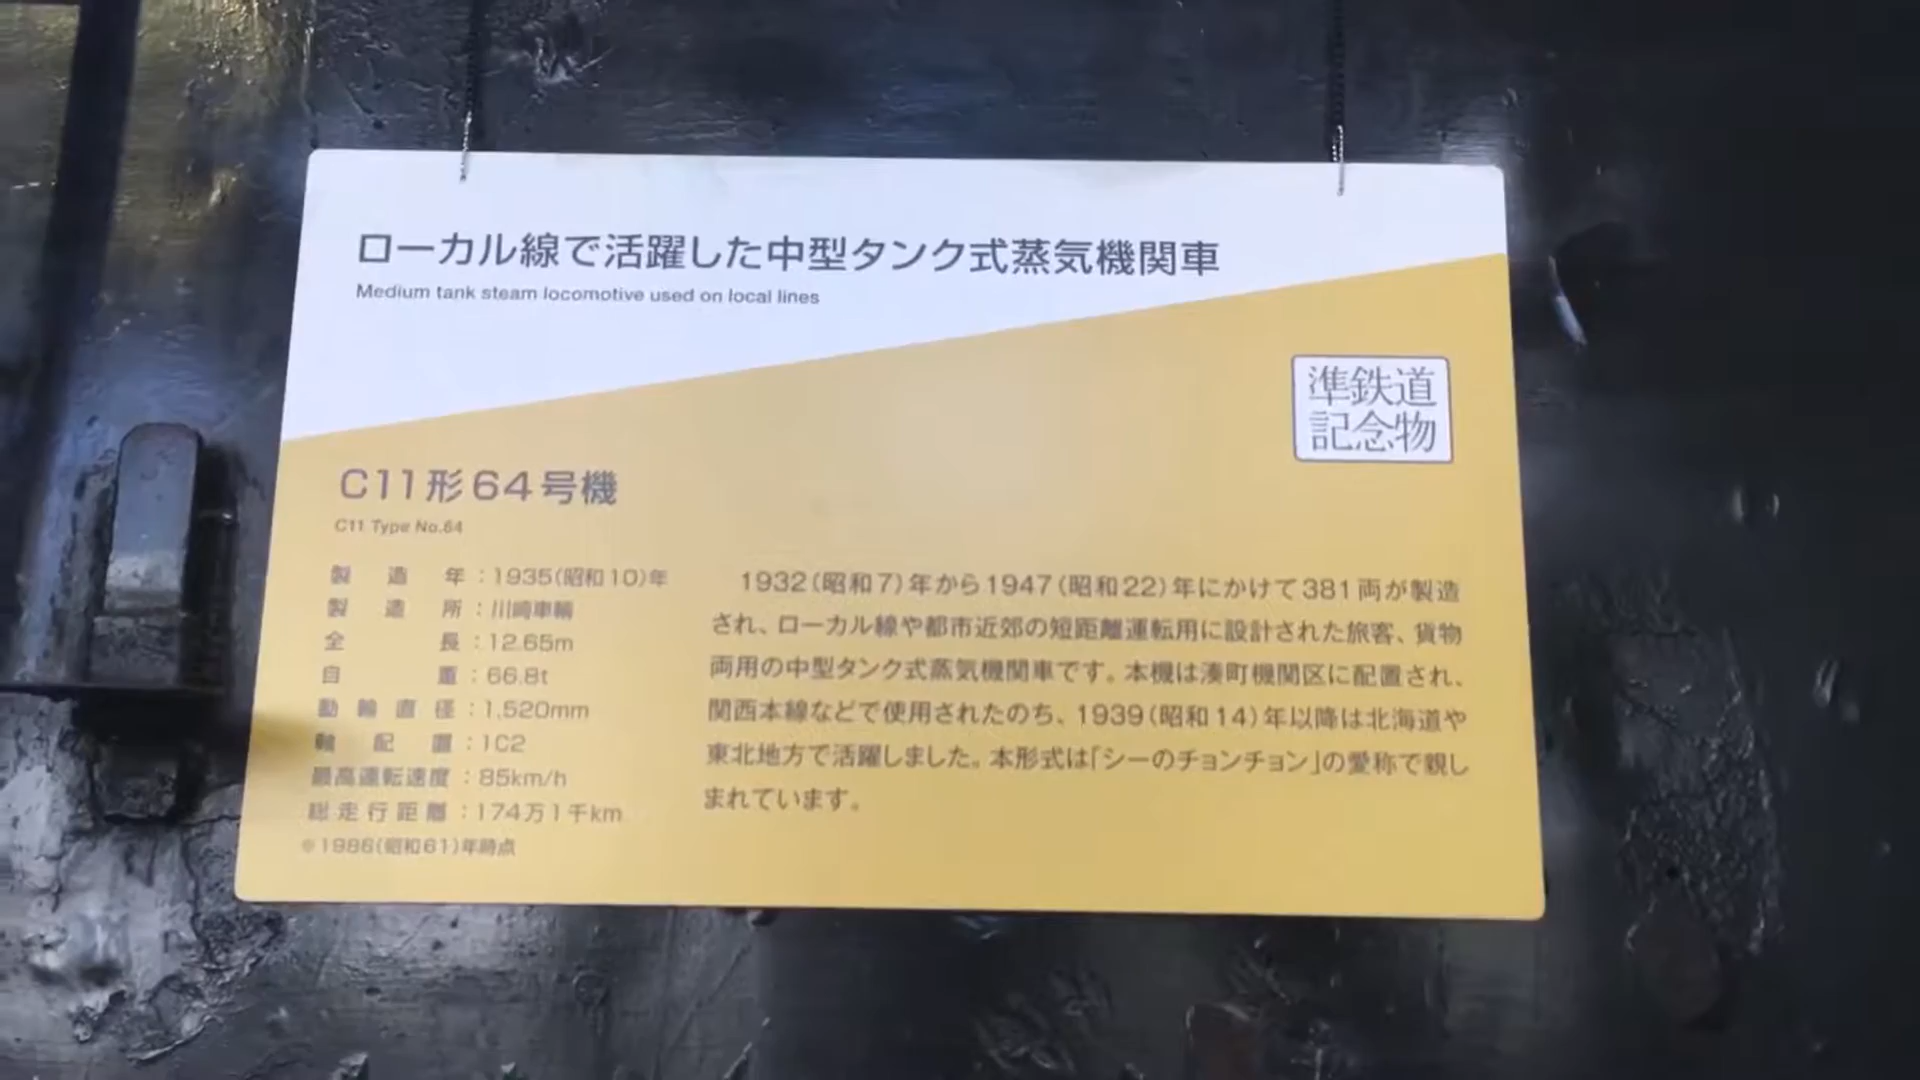 ローカル線で活躍した中型タンク式蒸気機関車
Medium tank steam locomotive used on local lines
準鉄道
記念物
C11形64号機
C11 Type No.64
製造年：1935(昭和10)年
製造所：川崎車輛
全長：12.65m
自重：66.8t
動輪直径：1,520mm
軸配置：1C2
最高運転速度：85km/h
総走行距離：174万1千km
※1986(昭和61)年時点
1932(昭和7)年から1947(昭和22)年にかけて381両が製造
され、ローカル線や都市近郊の短距離運転用に設計された旅客、貨物
両用の中型タンク式蒸気機関車です。本機は湊町機関区に配置され、
関西本線などで使用されたのち、1939(昭和14)年以降は北海道や
東北地方で活躍しました。本形式は「シーのチョンチョン」の愛称で親し
まれています。